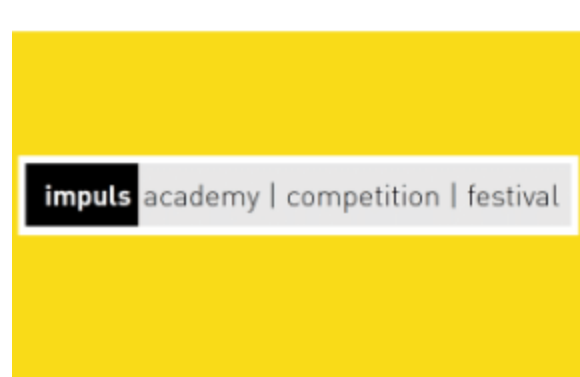 impuls academy | competition | festival